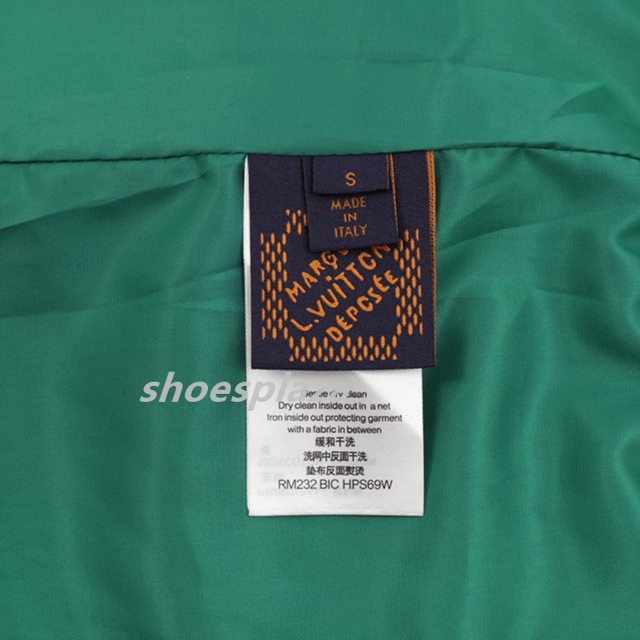 S
MADE
IN
ITALY
L.VUITTON
DEPOSÉE
shoespla
clean
Dry clean inside out in a net
Iron inside out protecting garment
with a fabric in between
缓和干洗
洗网中反面干洗
垫布反面熨烫
RM232 BIC HPS69W